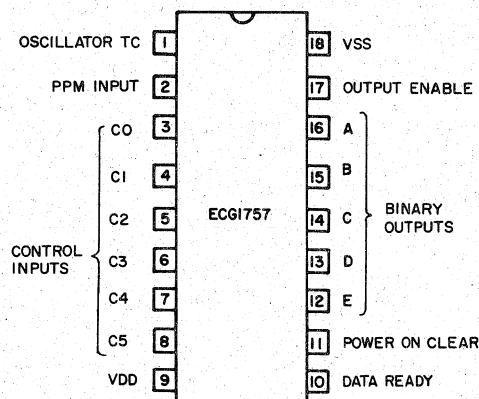 OSCILLATOR TC 1
18 VSS
PPM INPUT 2
17 OUTPUT ENABLE
C0 3
16 A
C1 4
15 B
C2 5
ECG1757
14 C
BINARY
OUTPUTS
CONTROL
INPUTS
C3 6
13 D
C4 7
12 E
C5 8
11 POWER ON CLEAR
VDD 9
10 DATA READY